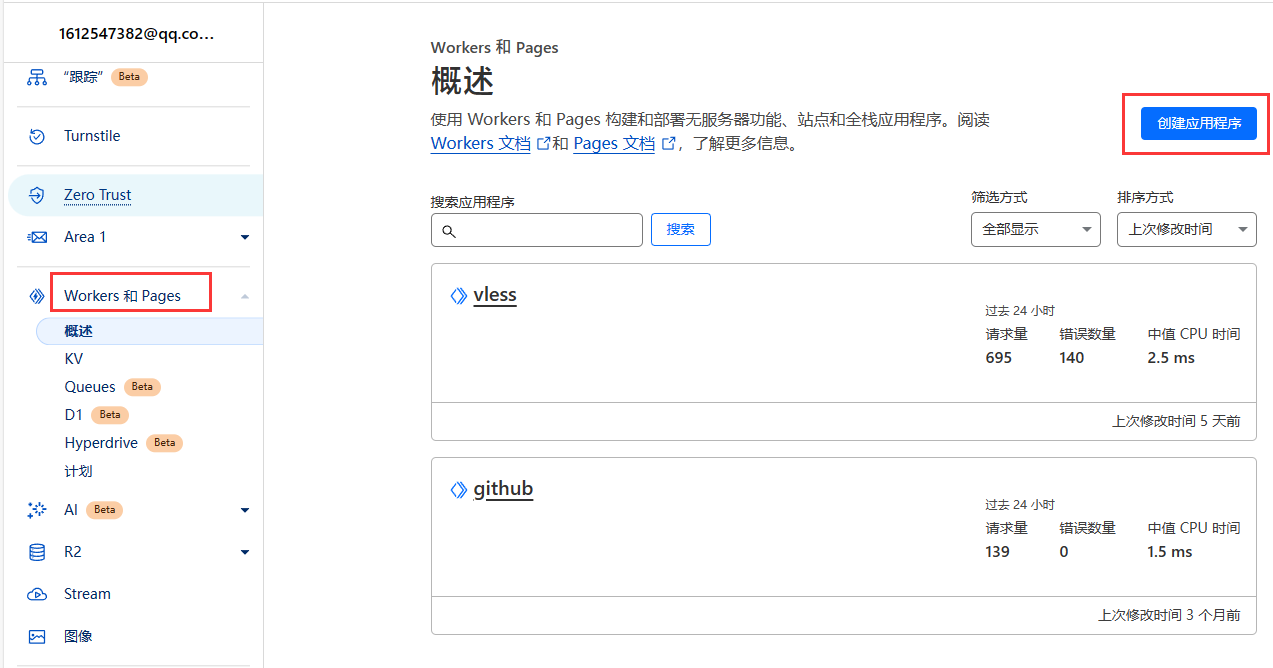 1612547382@qq.co...
“跟踪” Beta
Turnstile
Zero Trust
Area 1
Workers 和 Pages
概述
KV
Queues Beta
D1 Beta
Hyperdrive Beta
计划
AI Beta
R2
Stream
图像
Workers 和 Pages
概述
使用 Workers 和 Pages 构建和部署无服务器功能、站点和全栈应用程序。阅读
Workers 文档 和 Pages 文档 ，了解更多信息。
创建应用程序
搜索应用程序
搜索
筛选方式
全部显示
排序方式
上次修改时间
vless
过去 24 小时
请求量 错误数量 中值 CPU 时间
695 140 2.5 ms
上次修改时间 5 天前
github
过去 24 小时
请求量 错误数量 中值 CPU 时间
139 0 1.5 ms
上次修改时间 3 个月前